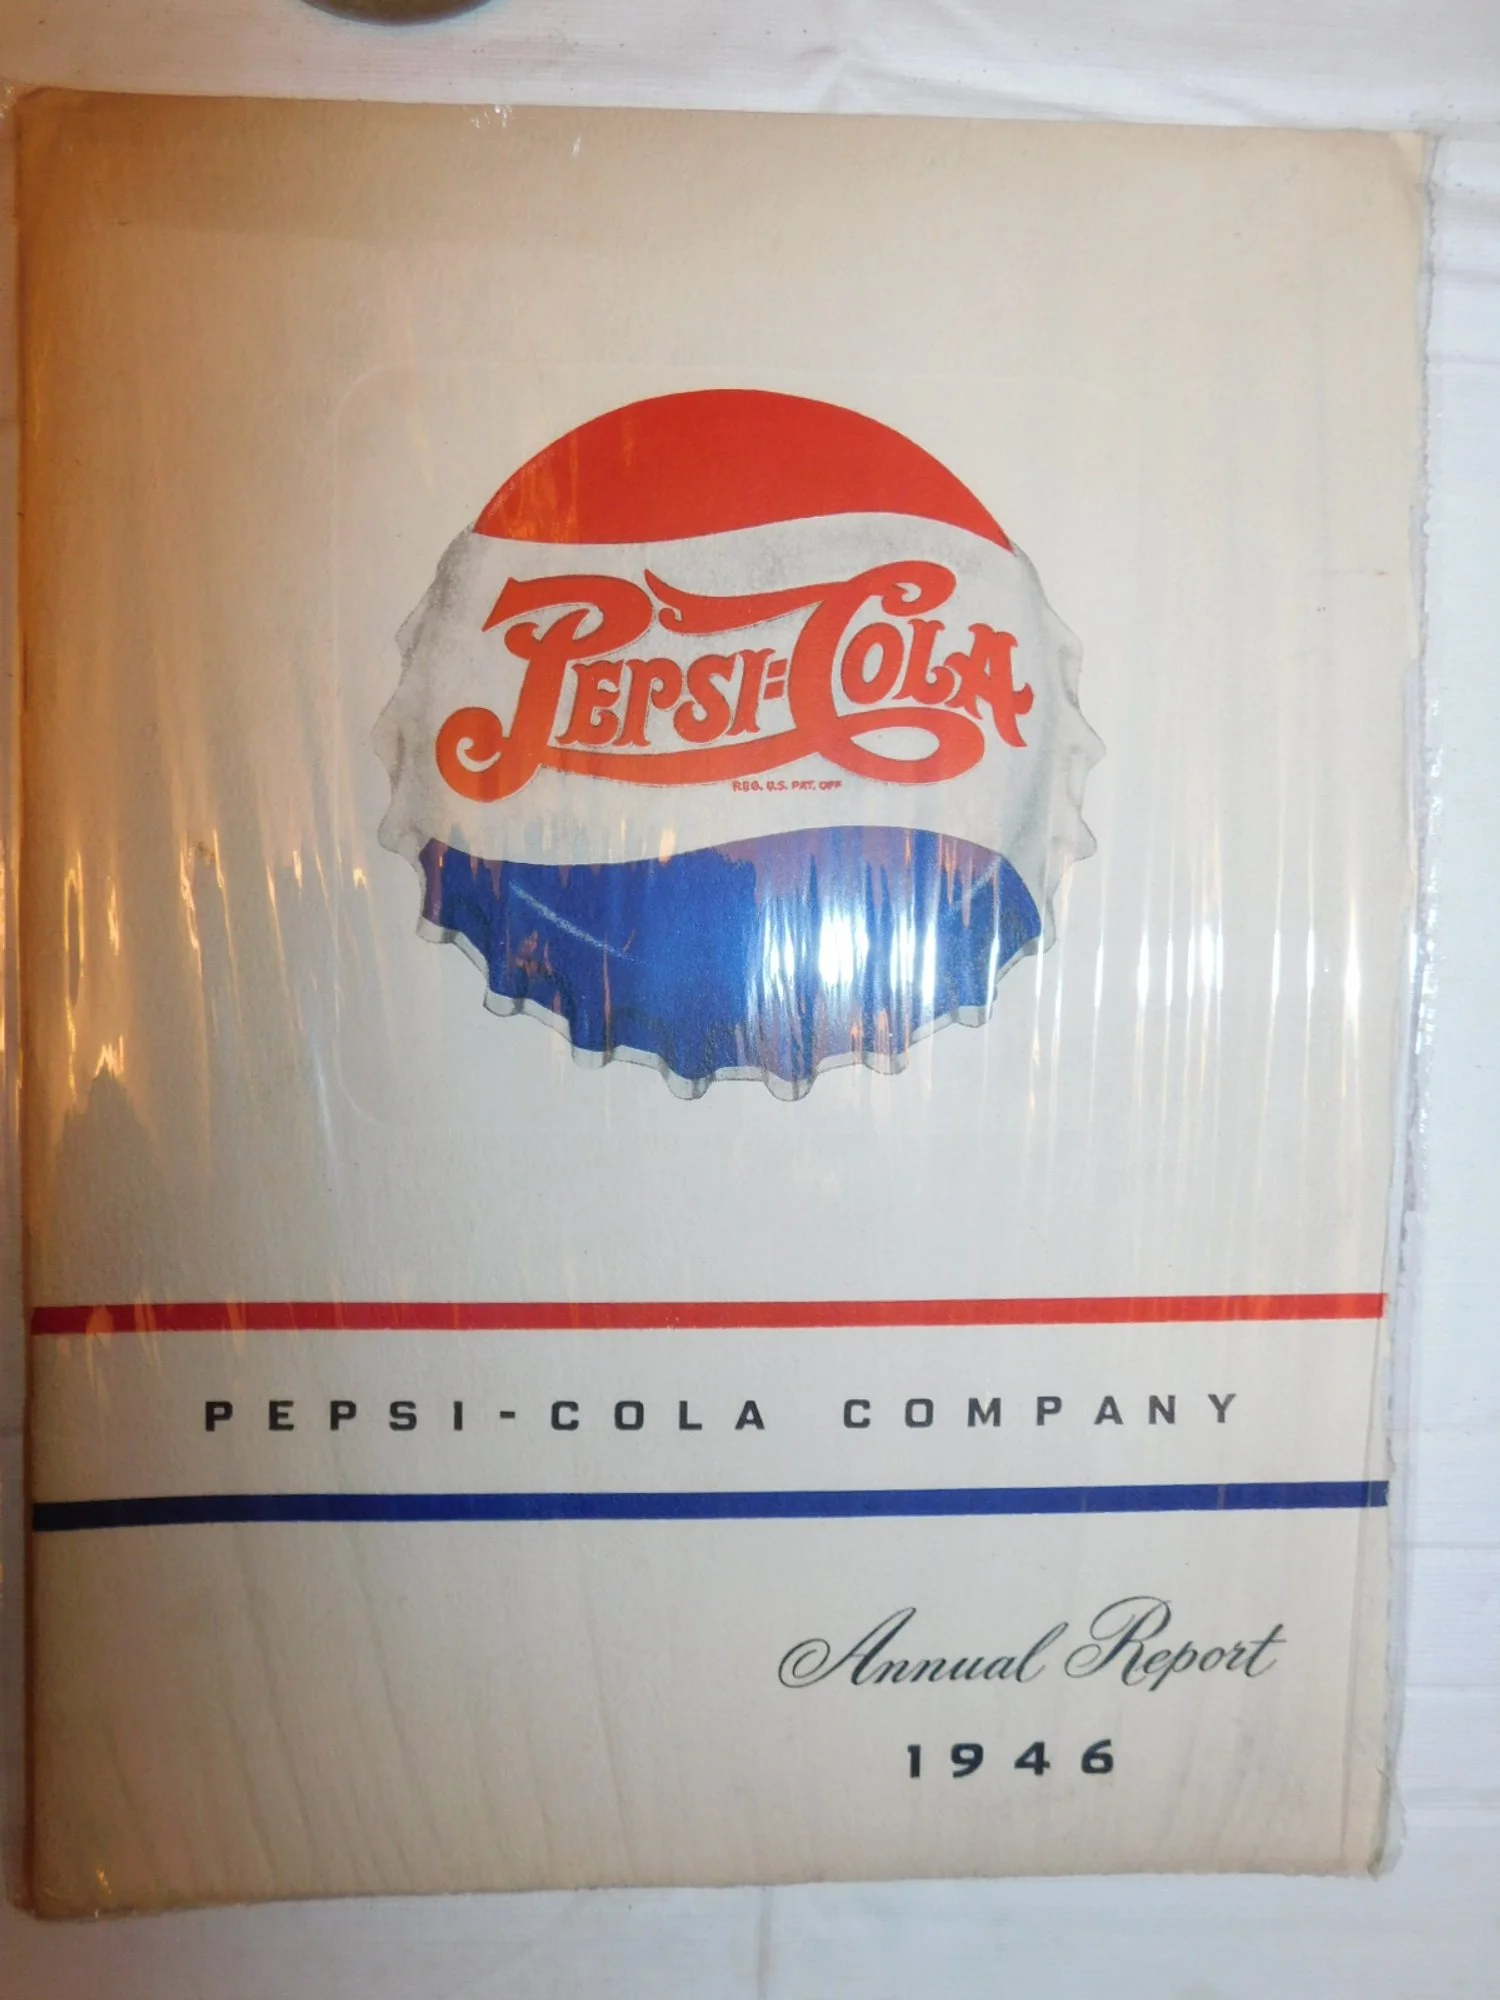 PEPSI=COLA
REG. U.S. PAT. OFF
PEPSI-COLA COMPANY
Annual Report
1946